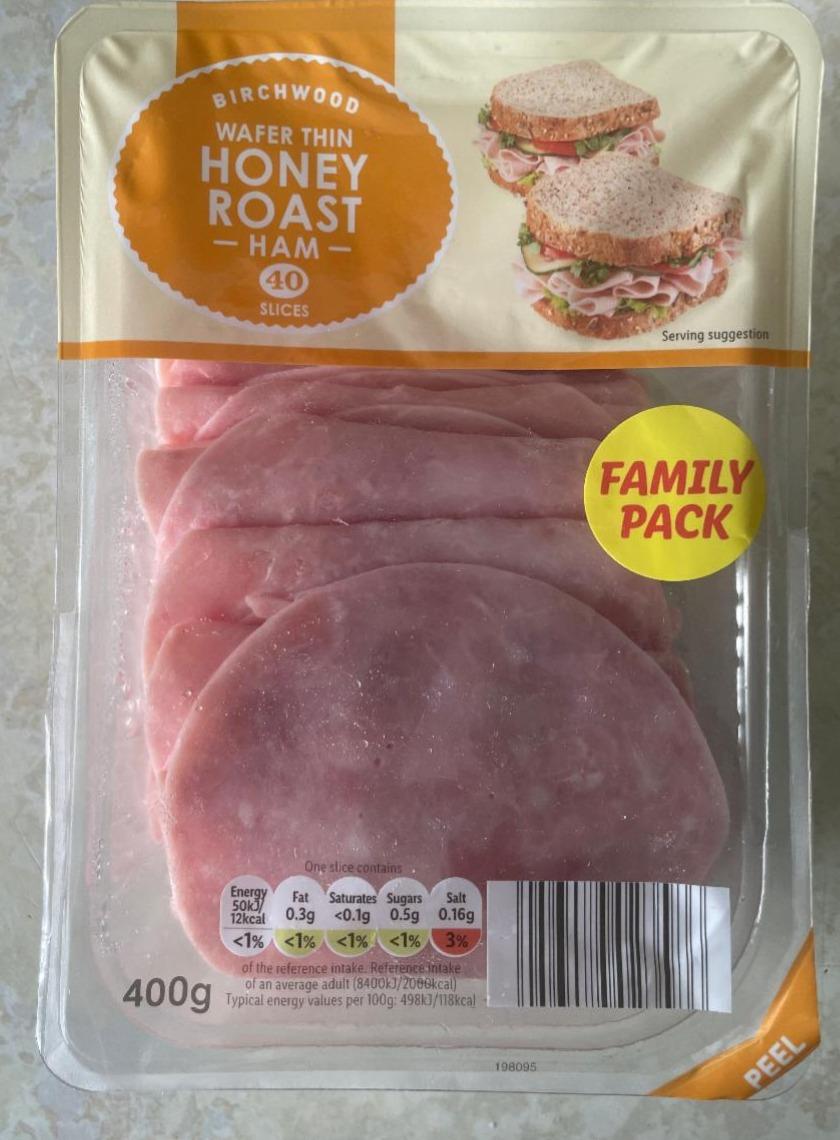 BIRCHWOOD
WAFER THIN
HONEY
ROAST
— HAM —
40
SLICES
Serving suggestion
FAMILY
PACK
One slice contains
Energy
50kJ/
12kcal
<1%
Fat
0.3g
<1%
Saturates
<0.1g
<1%
Sugars
0.5g
<1%
Salt
0.16g
3%
of the reference intake. Reference intake
of an average adult (8400kJ/2000kcal)
Typical energy values per 100g: 498kJ/118kcal
400g
198095
PEEL